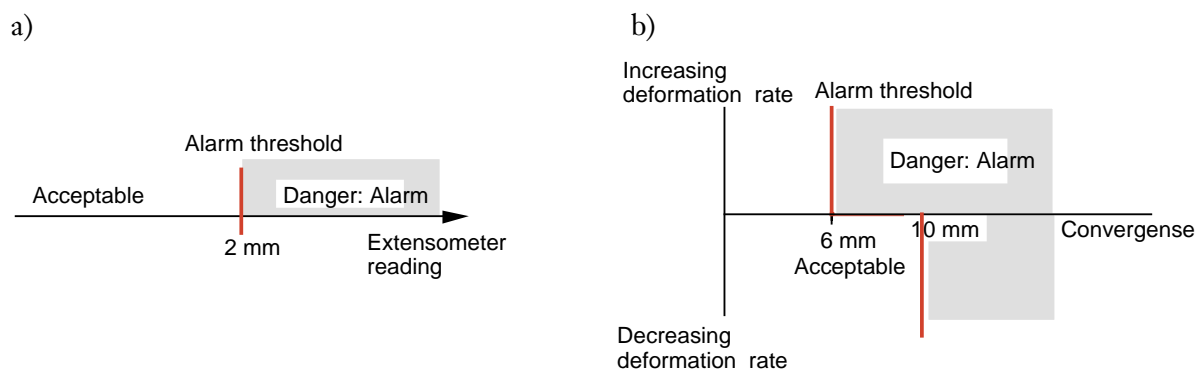 a)
Alarm threshold
Acceptable
Danger: Alarm
2 mm
Extensometer
reading
b)
Increasing
deformation rate
Alarm threshold
Danger: Alarm
6 mm
10 mm
Convergense
Acceptable
Decreasing
deformation rate